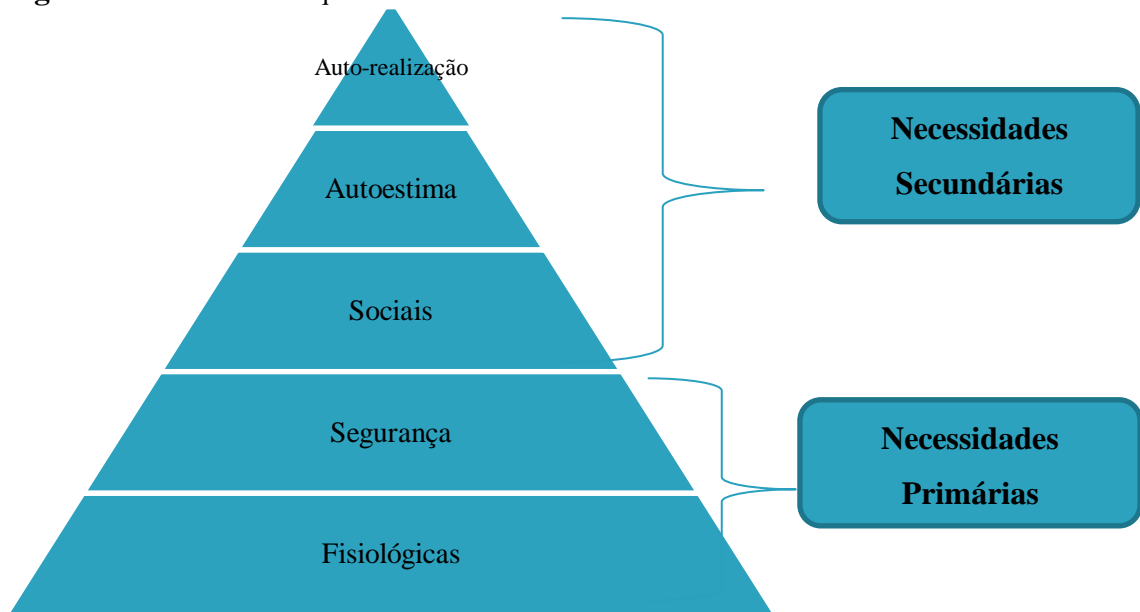 Auto-realização
Autoestima
Sociais
Segurança
Fisiológicas
Necessidades
Secundárias
Necessidades
Primárias